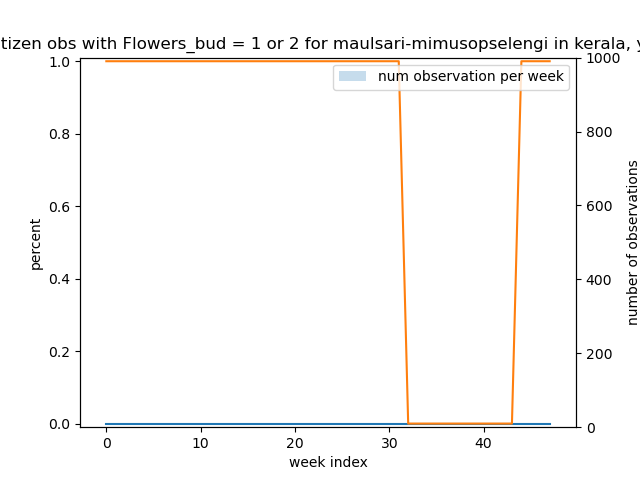 tizen obs with Flowers_bud = 1 or 2 for maulsari-mimusopselengi in kerala, y
num observation per week
percent
1.0
0.8
0.6
0.4
0.2
0.0
1000
800
600
400
200
0
number of observations
0 10 20 30 40
week index